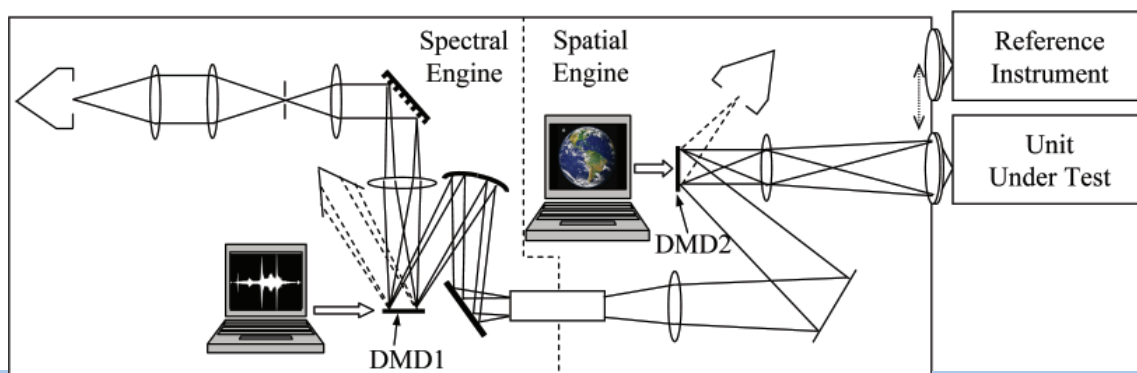 Spectral
Engine
Spatial
Engine
Reference
Instrument
Unit
Under Test
DMD2
DMD1